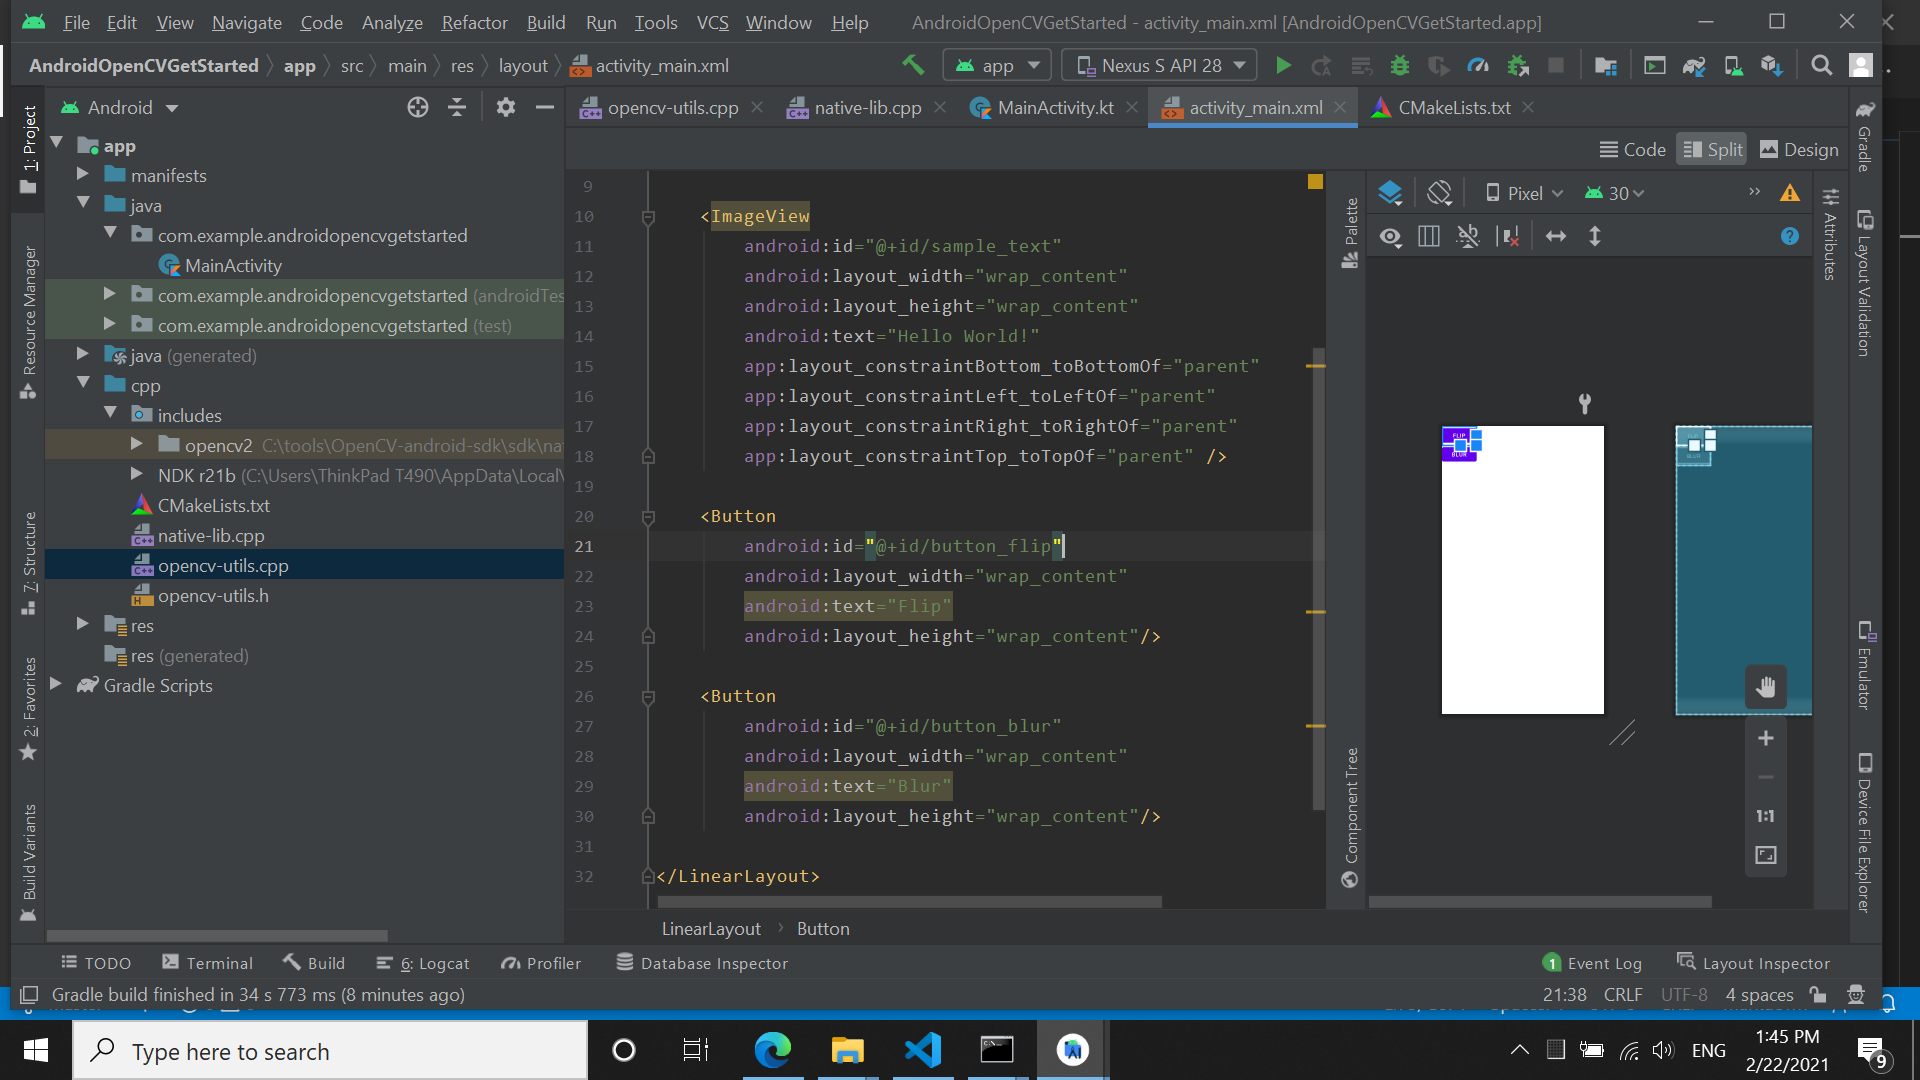 File Edit View Navigate Code Analyze Refactor Build Run Tools VCS Window Help AndroidOpenCVGetStarted - activity_main.xml [AndroidOpenCVGetStarted.app]
AndroidOpenCVGetStarted app src main res layout activity_main.xml app Nexus S API 28
Android opencv-utils.cpp native-lib.cpp MainActivity.kt activity_main.xml CMakeLists.txt
Code Split Design
Pixel 30
1: Project
Resource Manager
7: Structure
2: Favorites
Build Variants
app
manifests
java
com.example.androidopencvgetstarted
MainActivity
com.example.androidopencvgetstarted (androidTes
com.example.androidopencvgetstarted (test)
java (generated)
cpp
includes
opencv2 C:\tools\OpenCV-android-sdk\sdk\na
NDK r21b (C:\Users\ThinkPad T490\AppData\Local\
CMakeLists.txt
native-lib.cpp
opencv-utils.cpp
opencv-utils.h
res
res (generated)
Gradle Scripts
9
10 <ImageView
11 android:id="@+id/sample_text"
12 android:layout_width="wrap_content"
13 android:layout_height="wrap_content"
14 android:text="Hello World!"
15 app:layout_constraintBottom_toBottomOf="parent"
16 app:layout_constraintLeft_toLeftOf="parent"
17 app:layout_constraintRight_toRightOf="parent"
18 app:layout_constraintTop_toTopOf="parent" />
19
20 <Button
21 android:id="@+id/button_flip"
22 android:layout_width="wrap_content"
23 android:text="Flip"
24 android:layout_height="wrap_content"/>
25
26 <Button
27 android:id="@+id/button_blur"
28 android:layout_width="wrap_content"
29 android:text="Blur"
30 android:layout_height="wrap_content"/>
31
32 </LinearLayout>
LinearLayout Button
Palette
Component Tree
FLIP
BLUR
1:1
Attributes
Gradle
Layout Validation
Emulator
Device File Explorer
TODO Terminal Build 6: Logcat Profiler Database Inspector 1 Event Log Layout Inspector
Gradle build finished in 34 s 773 ms (8 minutes ago) 21:38 CRLF UTF-8 4 spaces
Type here to search
ENG
1:45 PM
2/22/2021
9